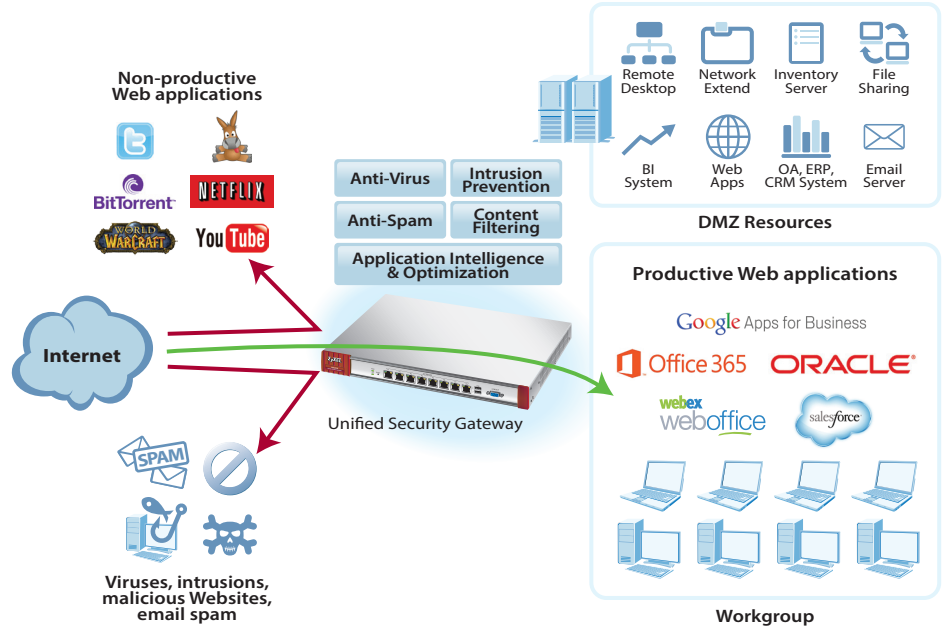 Non-productive
Web applications
BitTorrent
NETFLIX
WORLD
WARCRAFT
You Tube
Internet
SPAM
Viruses, intrusions,
malicious Websites,
email spam
Anti-Virus
Intrusion
Prevention
Anti-Spam
Content
Filtering
Application Intelligence
& Optimization
ZyXEL
Unified Security Gateway
Remote
Desktop
Network
Extend
Inventory
Server
File
Sharing
BI
System
Web
Apps
OA, ERP,
CRM System
Email
Server
DMZ Resources
Productive Web applications
Google Apps for Business
Office 365
ORACLE
webex
weboffice
salesforce
Workgroup